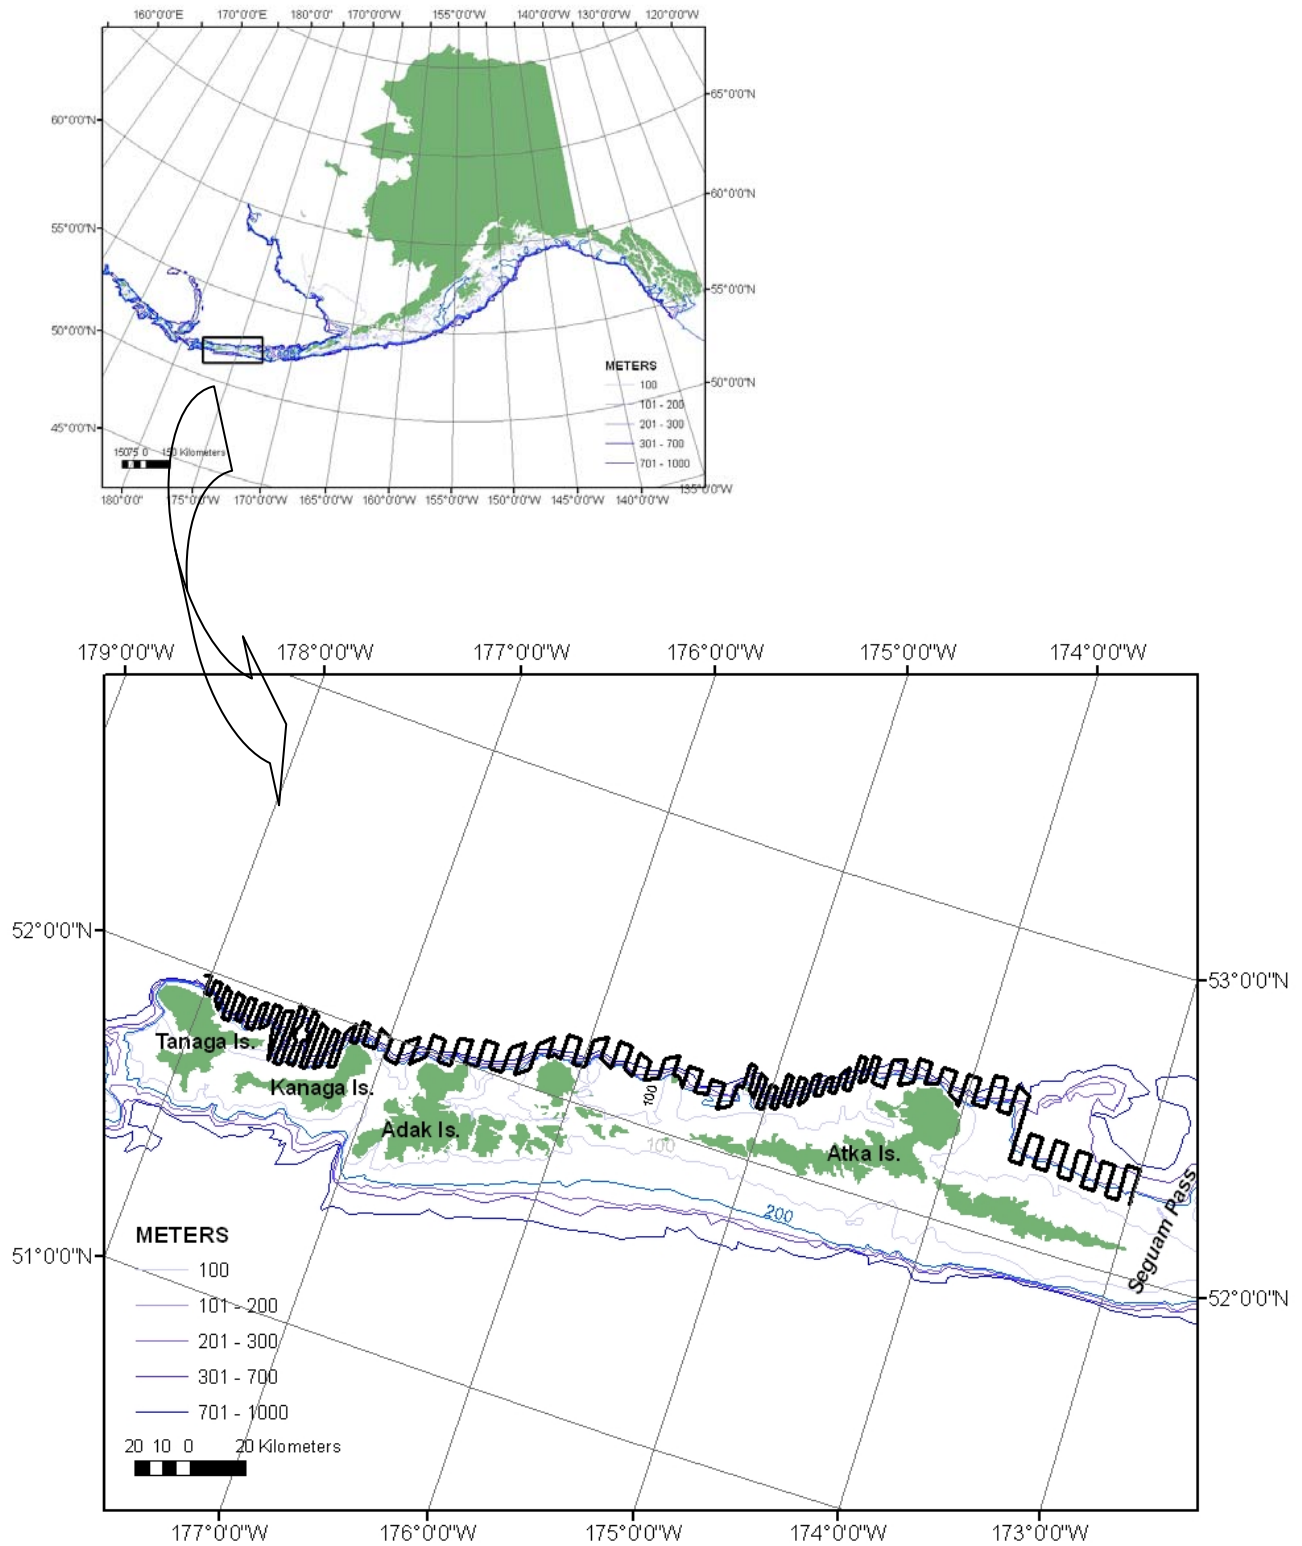 160°0'0"E 170°0'0"E 180°0'0" 170°0'0"W 155°0'0"W 140°0'0"W 130°0'0"W 120°0'0"W
65°0'0"N
60°0'0"N
60°0'0"N
55°0'0"N
55°0'0"N
50°0'0"N
50°0'0"N
45°0'0"N
METERS
100
101 - 200
201 - 300
301 - 700
701 - 1000
15075 0 150 Kilometers
180°0'0" 175°0'0"W 170°0'0"W 165°0'0"W 160°0'0"W 155°0'0"W 150°0'0"W 145°0'0"W 140°0'0"W 135°0'0"W
179°0'0"W 178°0'0"W 177°0'0"W 176°0'0"W 175°0'0"W 174°0'0"W
52°0'0"N
53°0'0"N
Tanaga Is.
Kanaga Is.
100
Adak Is.
100
Atka Is.
Seguam Pass
200
51°0'0"N
52°0'0"N
METERS
100
101 - 200
201 - 300
301 - 700
701 - 1000
20 10 0 20 Kilometers
177°0'0"W 176°0'0"W 175°0'0"W 174°0'0"W 173°0'0"W